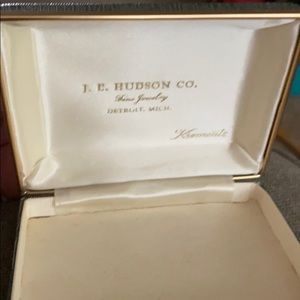 J. L. HUDSON CO.
Fine Jewelry
DETROIT, MICH.
Krementz